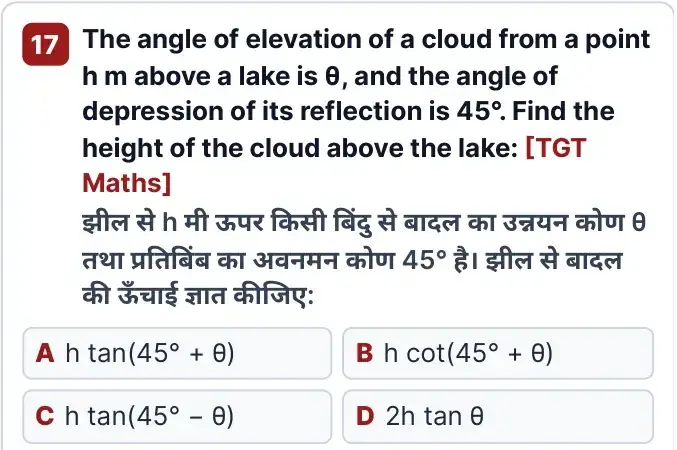 17 The angle of elevation of a cloud from a point
h m above a lake is θ, and the angle of
depression of its reflection is 45°. Find the
height of the cloud above the lake: [TGT
Maths]
झील से h मी ऊपर किसी बिंदु से बादल का उन्नयन कोण θ
तथा प्रतिबिंब का अवनमन कोण 45° है। झील से बादल
की ऊँचाई ज्ञात कीजिए:
A h tan(45° + θ)
B h cot(45° + θ)
C h tan(45° − θ)
D 2h tan θ